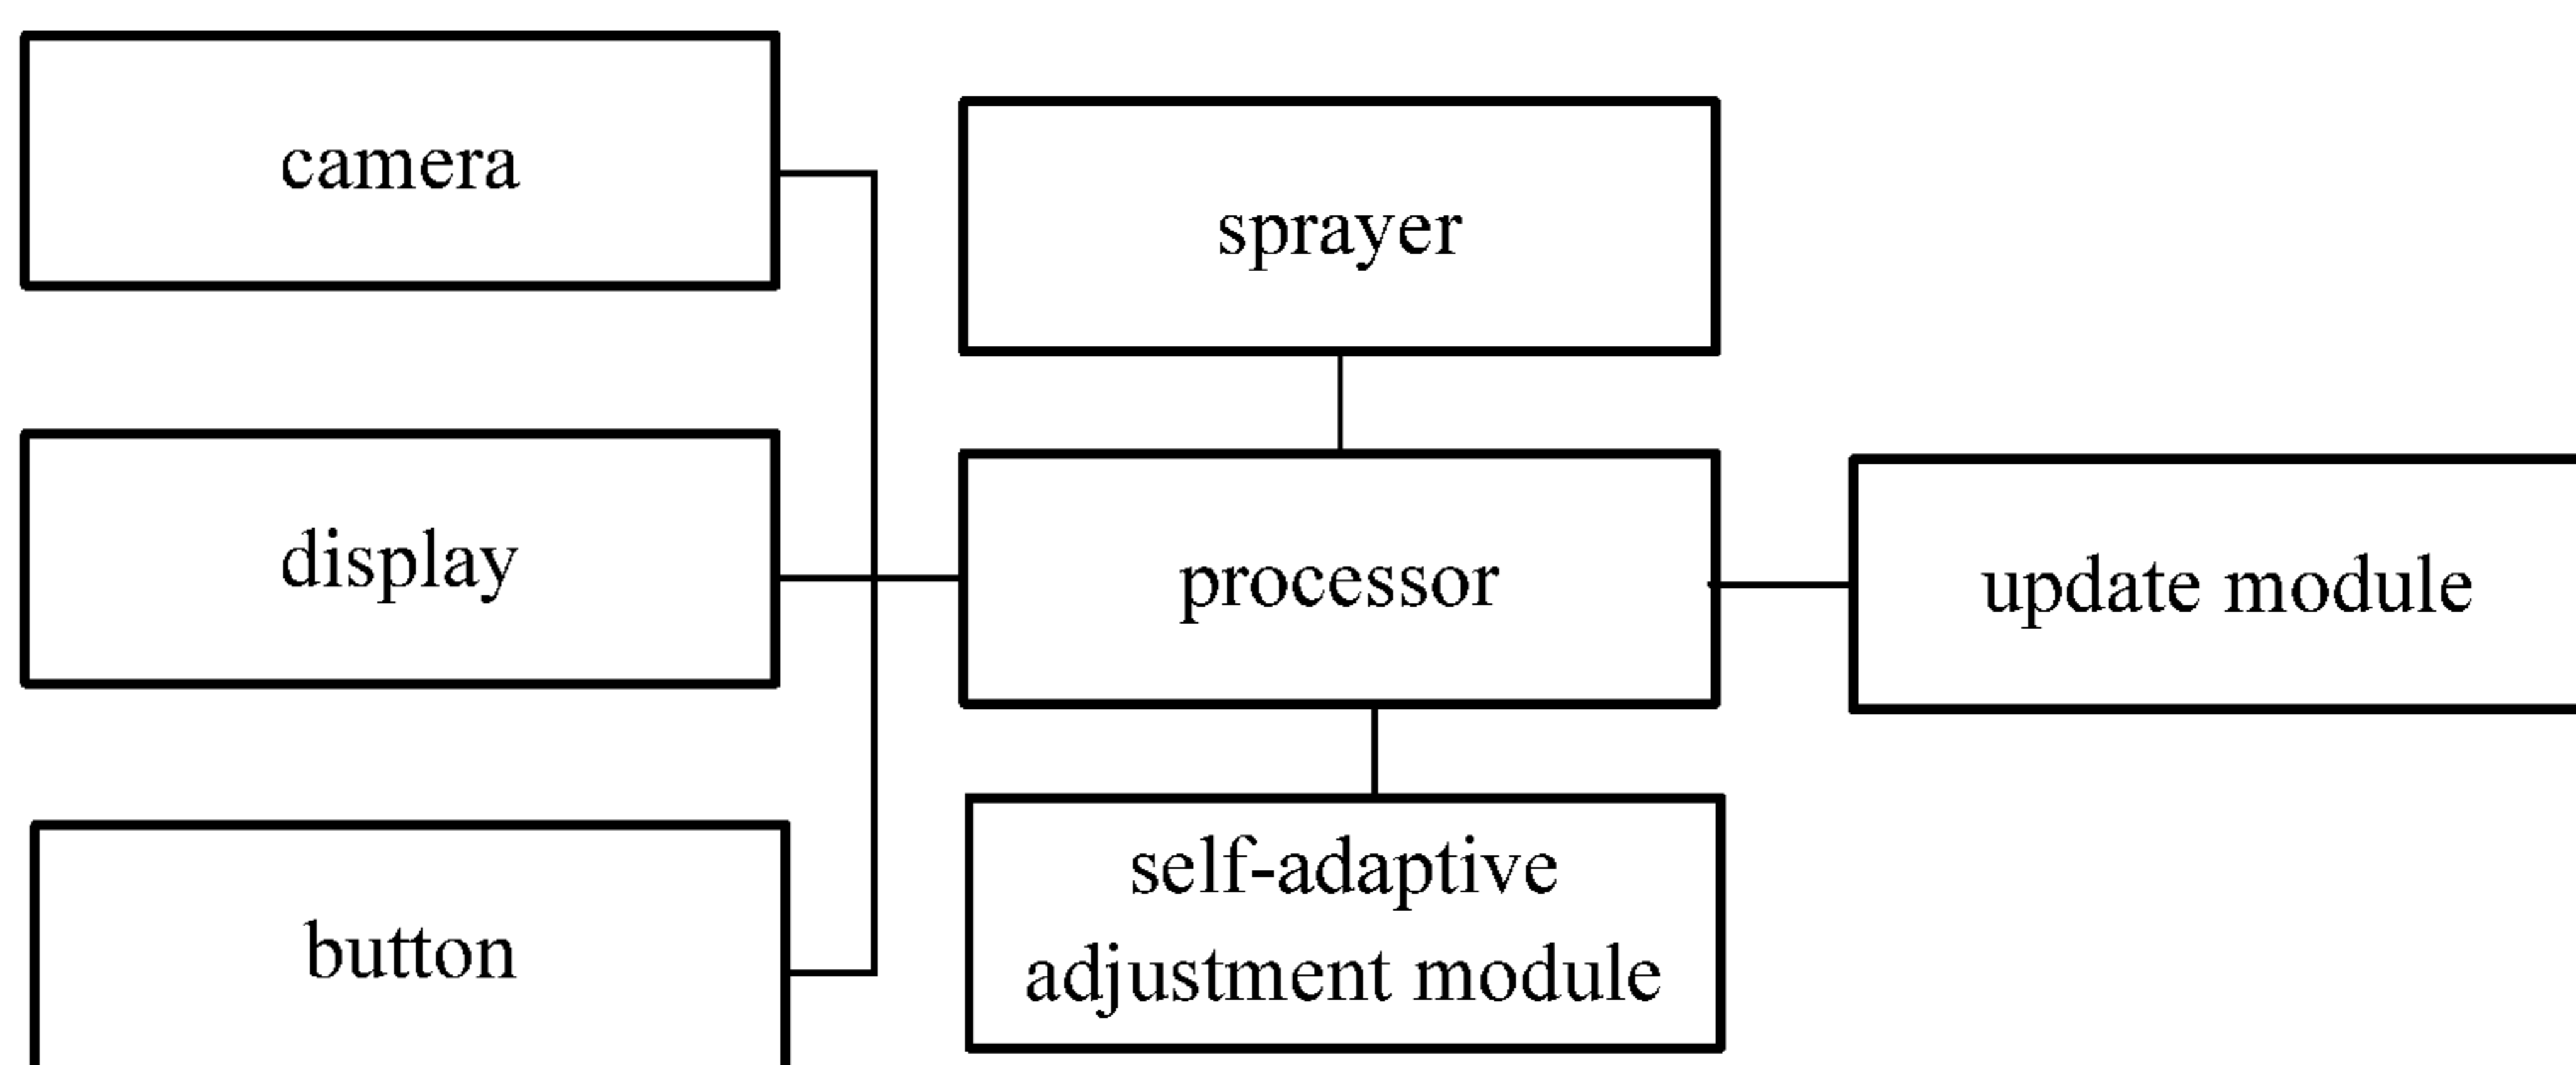 camera
sprayer
display
processor
update module
button
self-adaptive
adjustment module